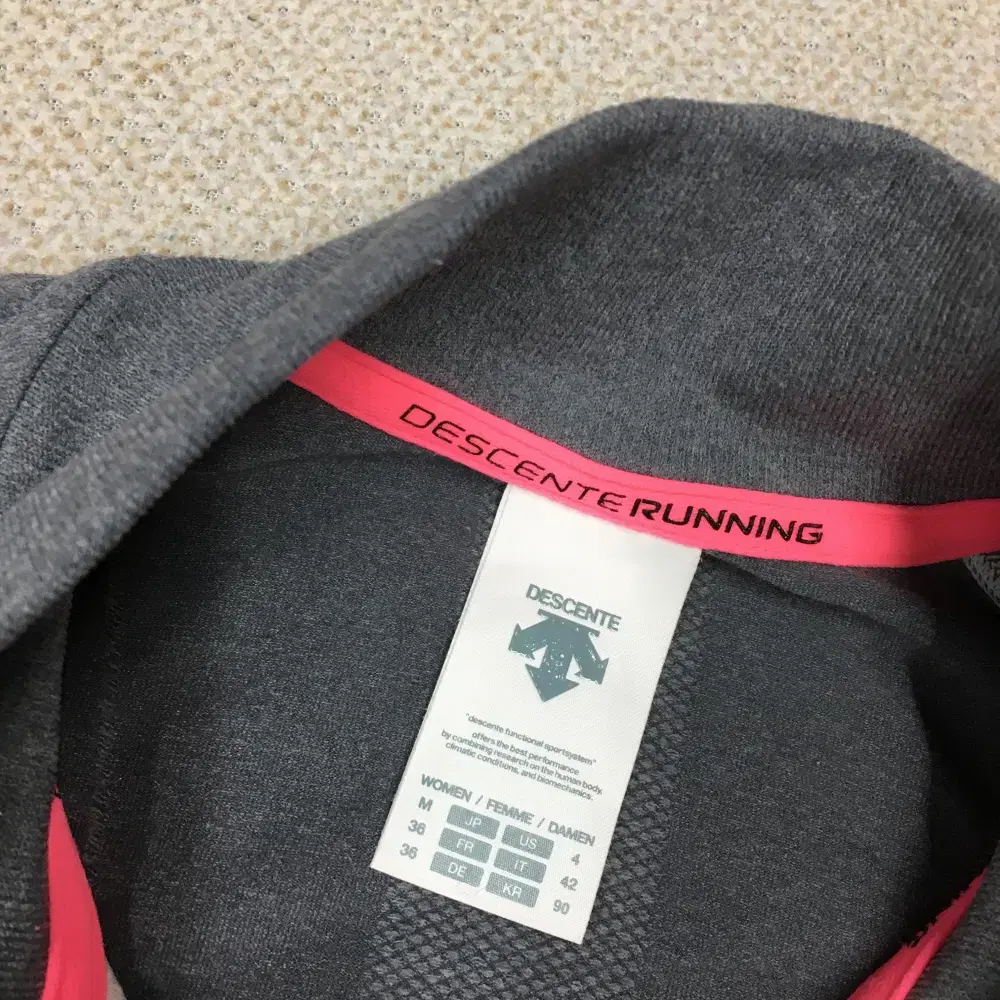 DESCENTE RUNNING
DESCENTE
"descente functional sportsystem"
offers the best performance
by combining research on the human body,
climatic conditions, and biomechanics.
WOMEN / FEMME / DAMEN
M JP US 4
36 FR IT 42
36 DE KR 90